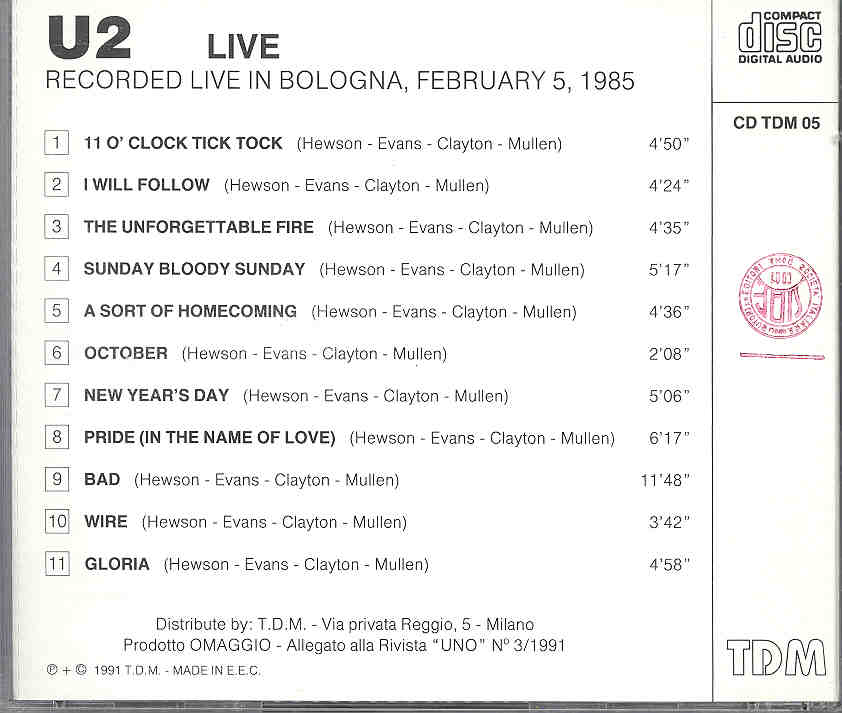 U2 LIVE
RECORDED LIVE IN BOLOGNA, FEBRUARY 5, 1985
1 11 O' CLOCK TICK TOCK (Hewson - Evans - Clayton - Mullen) 4'50"
2 I WILL FOLLOW (Hewson - Evans - Clayton - Mullen) 4'24"
3 THE UNFORGETTABLE FIRE (Hewson - Evans - Clayton - Mullen) 4'35"
4 SUNDAY BLOODY SUNDAY (Hewson - Evans - Clayton - Mullen) 5'17"
5 A SORT OF HOMECOMING (Hewson - Evans - Clayton - Mullen) 4'36"
6 OCTOBER (Hewson - Evans - Clayton - Mullen) 2'08"
7 NEW YEAR'S DAY (Hewson - Evans - Clayton - Mullen) 5'06"
8 PRIDE (IN THE NAME OF LOVE) (Hewson - Evans - Clayton - Mullen) 6'17"
9 BAD (Hewson - Evans - Clayton - Mullen) 11'48"
10 WIRE (Hewson - Evans - Clayton - Mullen) 3'42"
11 GLORIA (Hewson - Evans - Clayton - Mullen) 4'58"
Distribute by: T.D.M. - Via privata Reggio, 5 - Milano
Prodotto OMAGGIO - Allegato alla Rivista "UNO" Nº 3/1991
℗ + © 1991 T.D.M. - MADE IN E.E.C.
COMPACT
disc
DIGITAL AUDIO
CD TDM 05
TDM